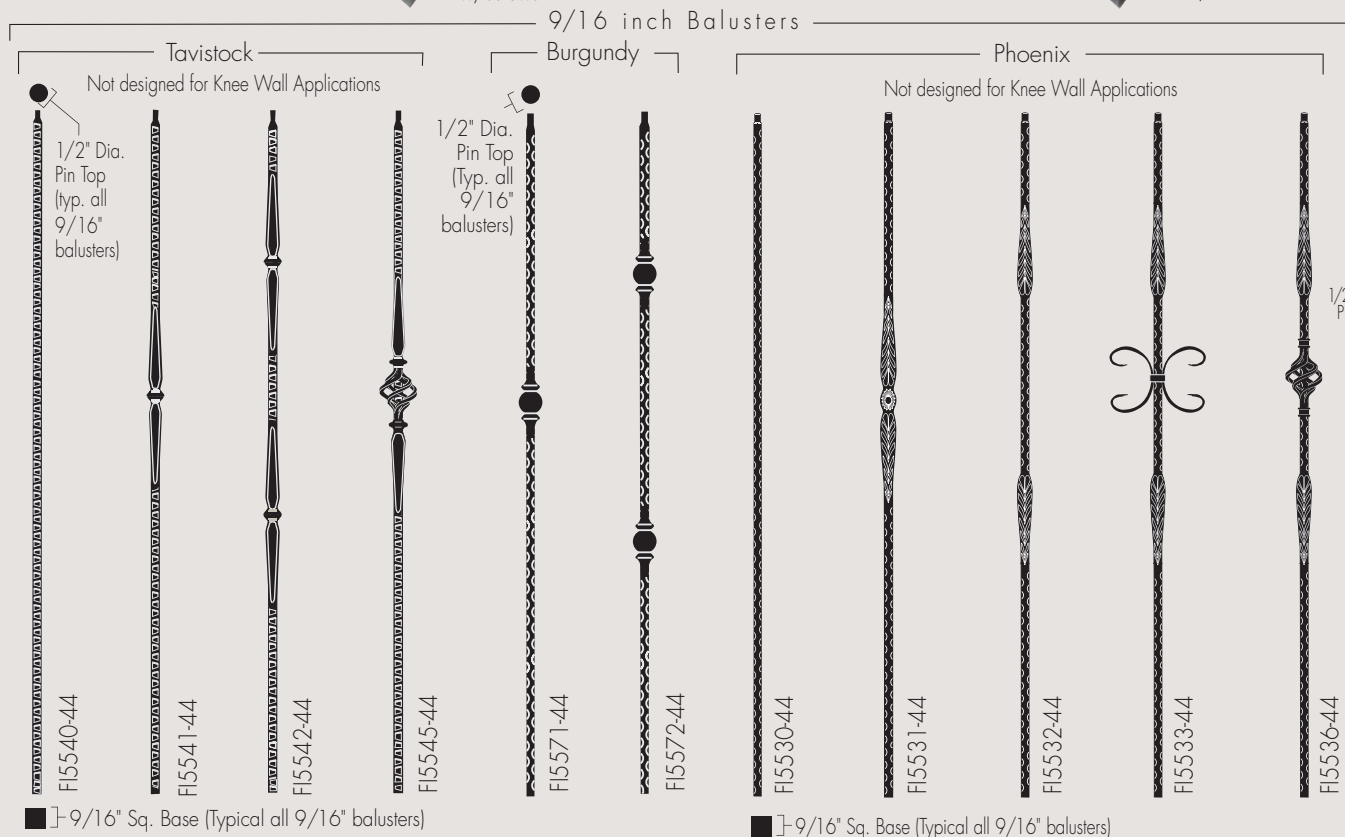 9/16 inch Balusters
Tavistock
Not designed for Knee Wall Applications
1/2" Dia.
Pin Top
(typ. all
9/16"
balusters)
FI5540-44
FI5541-44
FI5542-44
FI5545-44
Burgundy
1/2" Dia.
Pin Top
(Typ. all
9/16"
balusters)
FI5571-44
FI5572-44
Phoenix
Not designed for Knee Wall Applications
FI5530-44
FI5531-44
FI5532-44
FI5533-44
FI5536-44
9/16" Sq. Base (Typical all 9/16" balusters)
9/16" Sq. Base (Typical all 9/16" balusters)